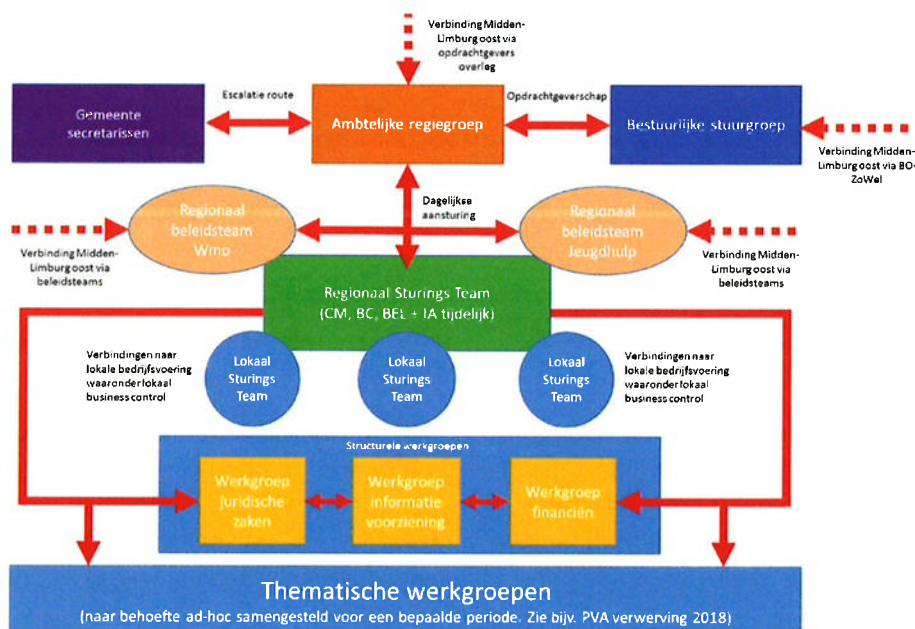 Verbinding Midden-
Limburg oost via
opdrachtgevers
overleg
Gemeente
secretarissen
Escalatie route
Ambtelijke regiegroep
Opdrachtgeverschap
Bestuurlijke stuurgroep
Verbinding Midden-
Limburg oost via BO-
ZoWel
Dagelijkse
aansturing
Regionaal
beleidsteam
Wmo
Regionaal
beleidsteam
Jeugdhulp
Verbinding Midden-
Limburg oost via
beleidsteams
Verbinding Midden-
Limburg oost via
beleidsteams
Regionaal Sturings Team
(CM, BC, BEL + IA tijdelijk)
Verbindingen naar
lokale bedrijfsvoering
waaronder lokaal
business control
Lokaal
Sturings
Team
Lokaal
Sturings
Team
Lokaal
Sturings
Team
Verbindingen naar
lokale bedrijfsvoering
waaronder lokaal
business control
Structurele werkgroepen
Werkgroep
juridische
zaken
Werkgroep
informatie
voorziening
Werkgroep
financiën
Thematische werkgroepen
(naar behoefte ad-hoc samengesteld voor een bepaalde periode. Zie bijv. PVA verwerving 2018)